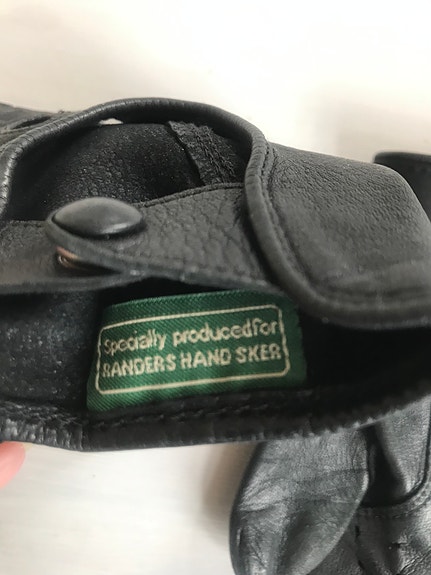 Specially produced for
RANDERS HAND SKER